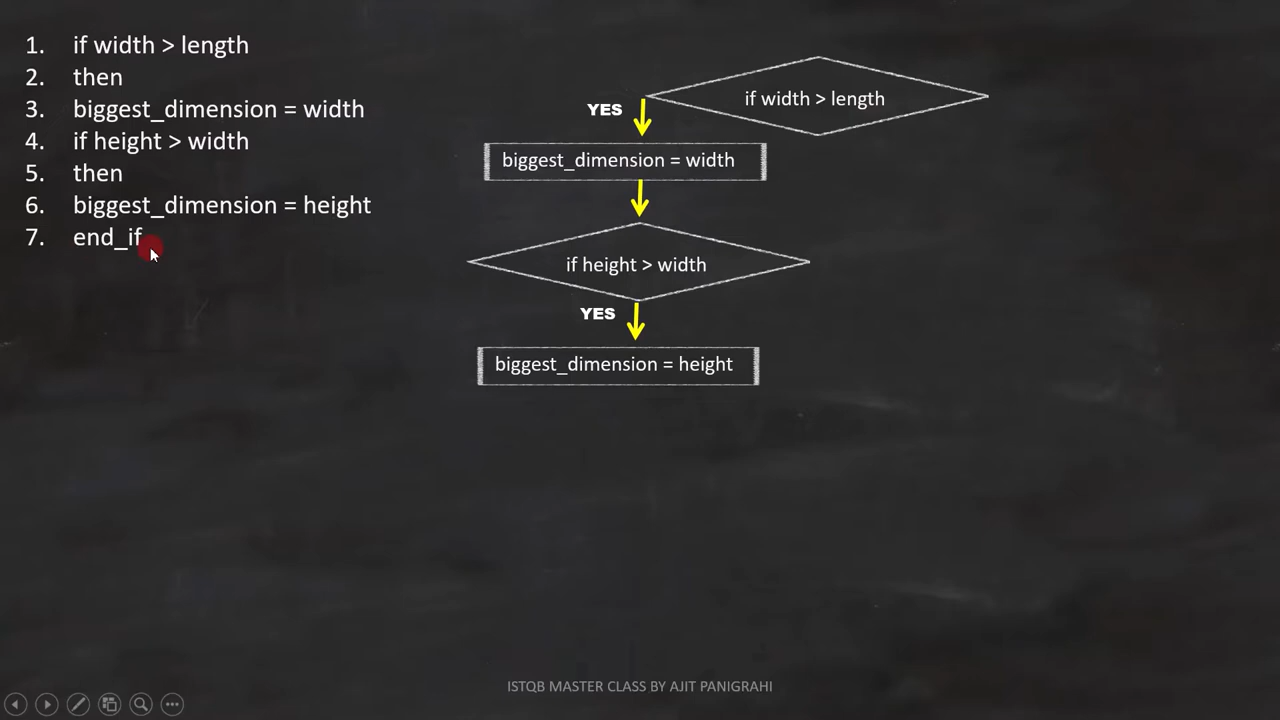 1. if width > length
2. then
3. biggest_dimension = width
4. if height > width
5. then
6. biggest_dimension = height
7. end_if
if width > length
YES
biggest_dimension = width
if height > width
YES
biggest_dimension = height
ISTQB MASTER CLASS BY AJIT PANIGRAHI